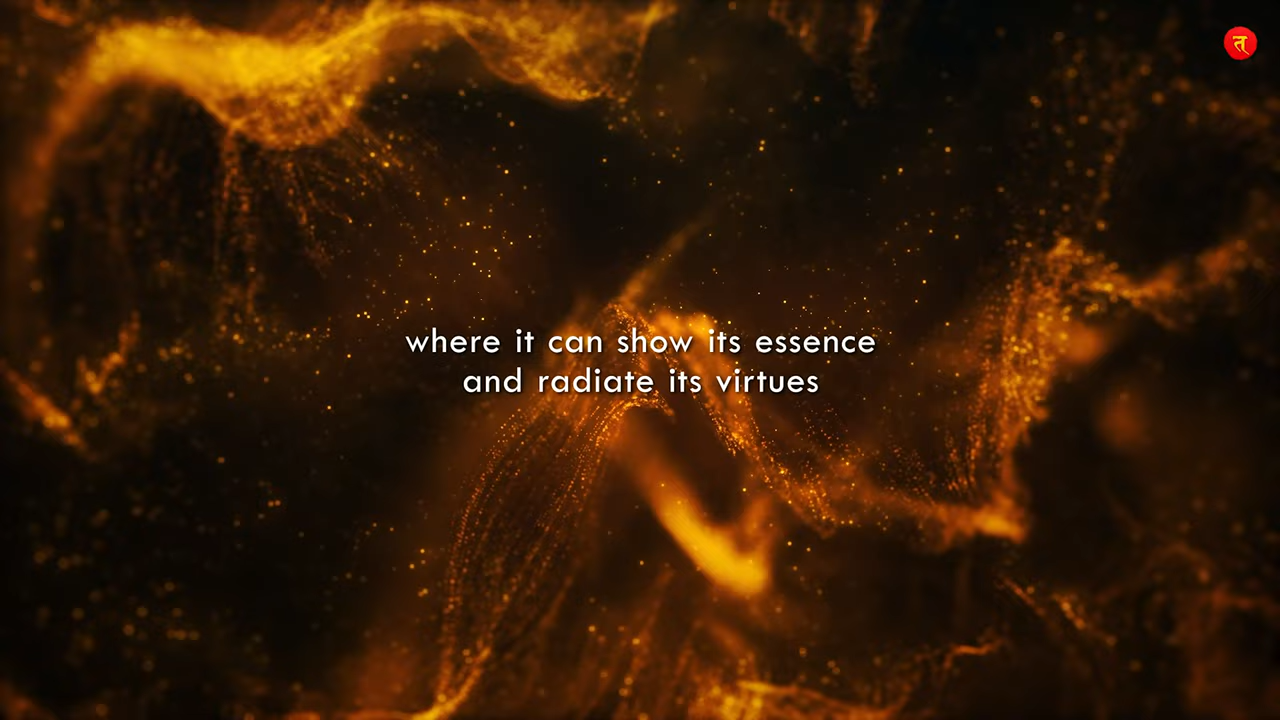 where it can show its essence
and radiate its virtues
त्